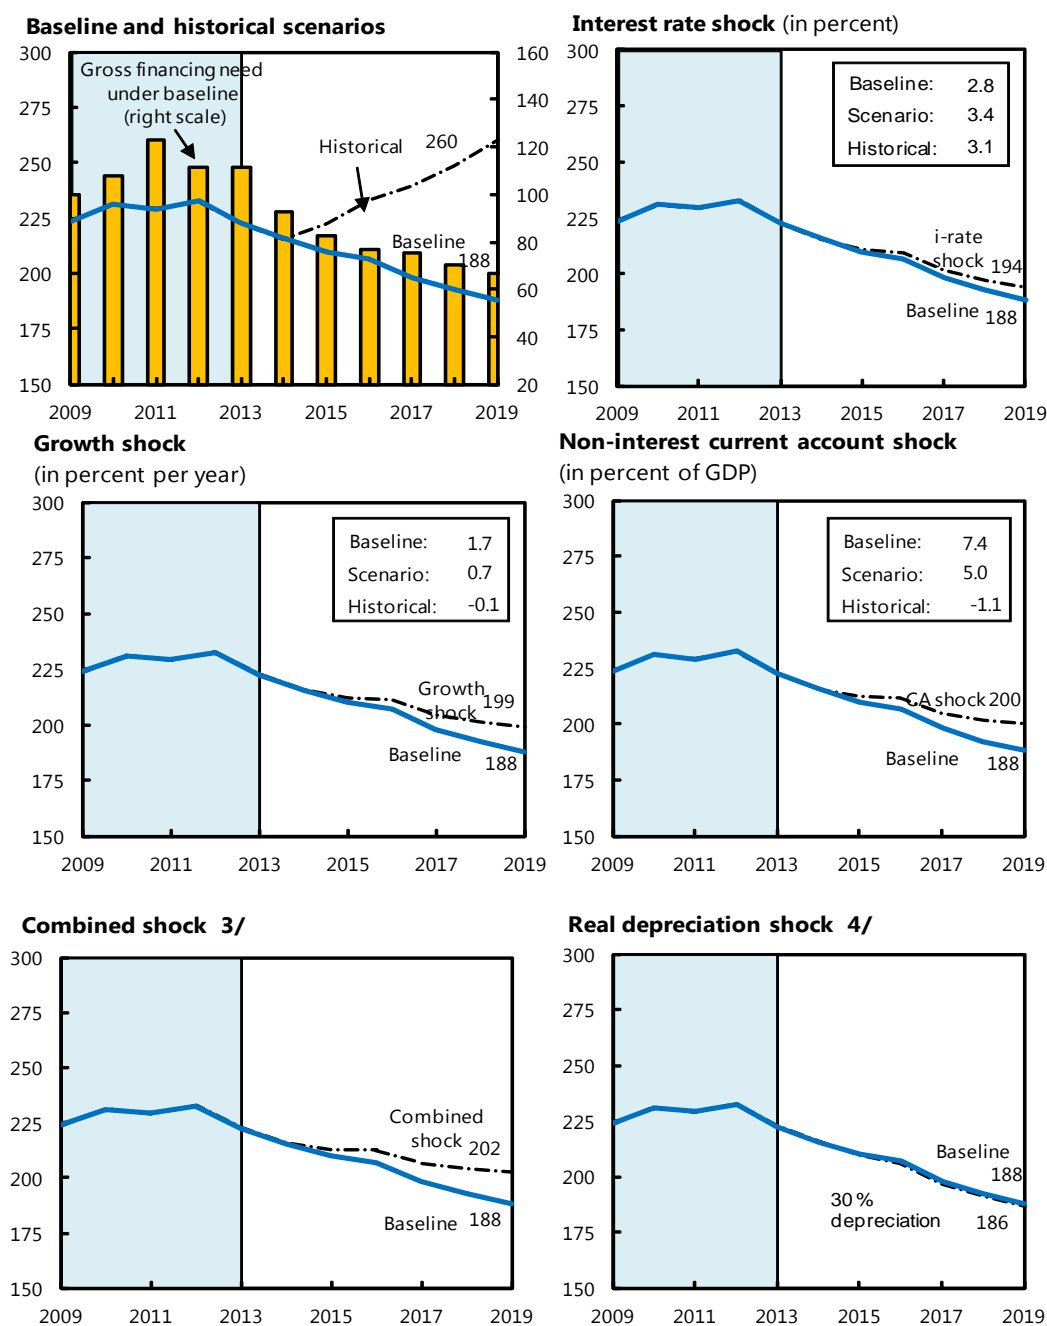 Baseline and historical scenarios
300
275
250
225
200
175
150
160
140
120
100
80
60
40
20
Gross financing need
under baseline
(right scale)
Historical
260
Baseline
188
2009
2011
2013
2015
2017
2019
Interest rate shock (in percent)
300
275
250
225
200
175
150
Baseline: 2.8
Scenario: 3.4
Historical: 3.1
i-rate
shock 194
Baseline 188
2009
2011
2013
2015
2017
2019
Growth shock
(in percent per year)
300
275
250
225
200
175
150
Baseline: 1.7
Scenario: 0.7
Historical: -0.1
Growth
shock 199
Baseline
188
2009
2011
2013
2015
2017
2019
Non-interest current account shock
(in percent of GDP)
300
275
250
225
200
175
150
Baseline: 7.4
Scenario: 5.0
Historical: -1.1
CA shock 200
Baseline
188
2009
2011
2013
2015
2017
2019
Combined shock 3/
300
275
250
225
200
175
150
Combined
shock 202
Baseline 188
2009
2011
2013
2015
2017
2019
Real depreciation shock 4/
300
275
250
225
200
175
150
Baseline
188
30 %
depreciation 186
2009
2011
2013
2015
2017
2019